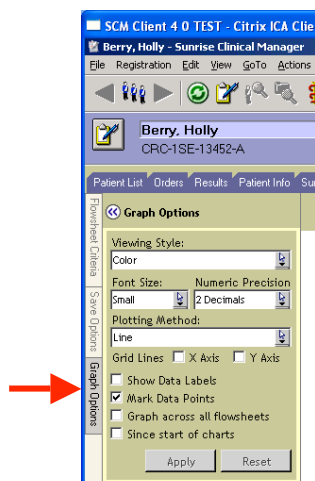 SCM Client 4 0 TEST - Citrix ICA Clie
Berry, Holly - Sunrise Clinical Manager
File Registration Edit View GoTo Actions
Berry, Holly
CRC-1SE-13452-A
Patient List Orders Results Patient Info Su
Flowsheet Criteria
Save Options
Graph Options
Graph Options
Viewing Style:
Color
Font Size: Numeric Precision
Small 2 Decimals
Plotting Method:
Line
Grid Lines X Axis Y Axis
Show Data Labels
Mark Data Points
Graph across all flowsheets
Since start of charts
Apply Reset